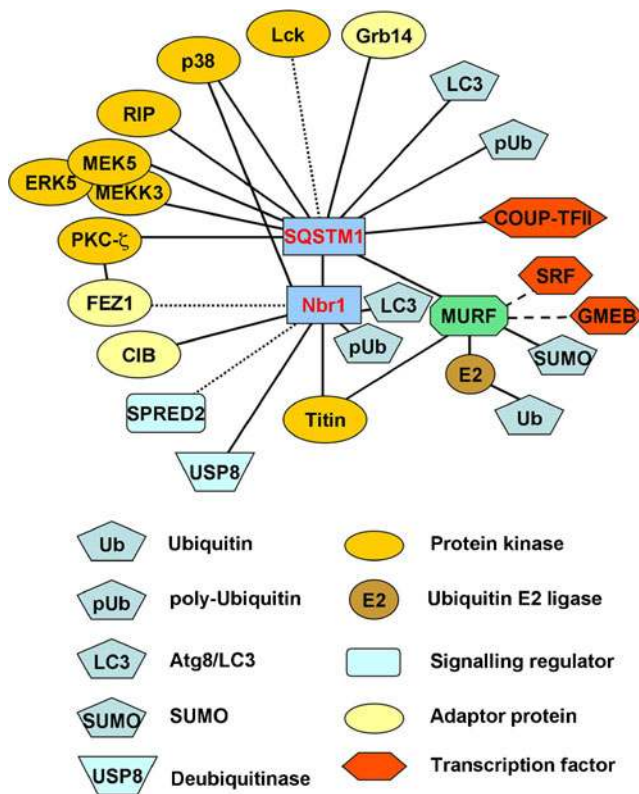 Lck
Grb14
p38
LC3
RIP
pUb
MEK5
ERK5
MEKK3
SQSTM1
COUP-TFII
PKC-ζ
SRF
FEZ1
Nbr1
LC3
MURF
GMEB
pUb
CIB
SUMO
E2
SPRED2
Titin
Ub
USP8
Ub Ubiquitin
Protein kinase
pUb poly-Ubiquitin
E2 Ubiquitin E2 ligase
LC3 Atg8/LC3
Signalling regulator
SUMO SUMO
Adaptor protein
USP8 Deubiquitinase
Transcription factor